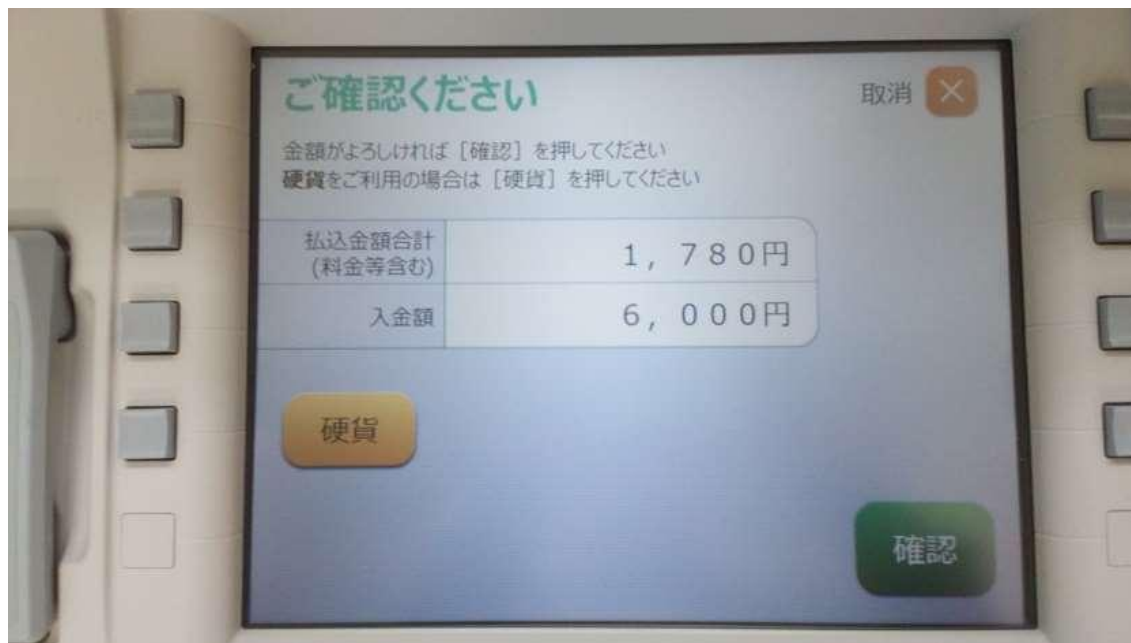 ご確認ください
取消
金額がよろしければ［確認］を押してください
硬貨をご利用の場合は［硬貨］を押してください
払込金額合計
(料金等含む)
1，780円
入金額
6，000円
硬貨
確認